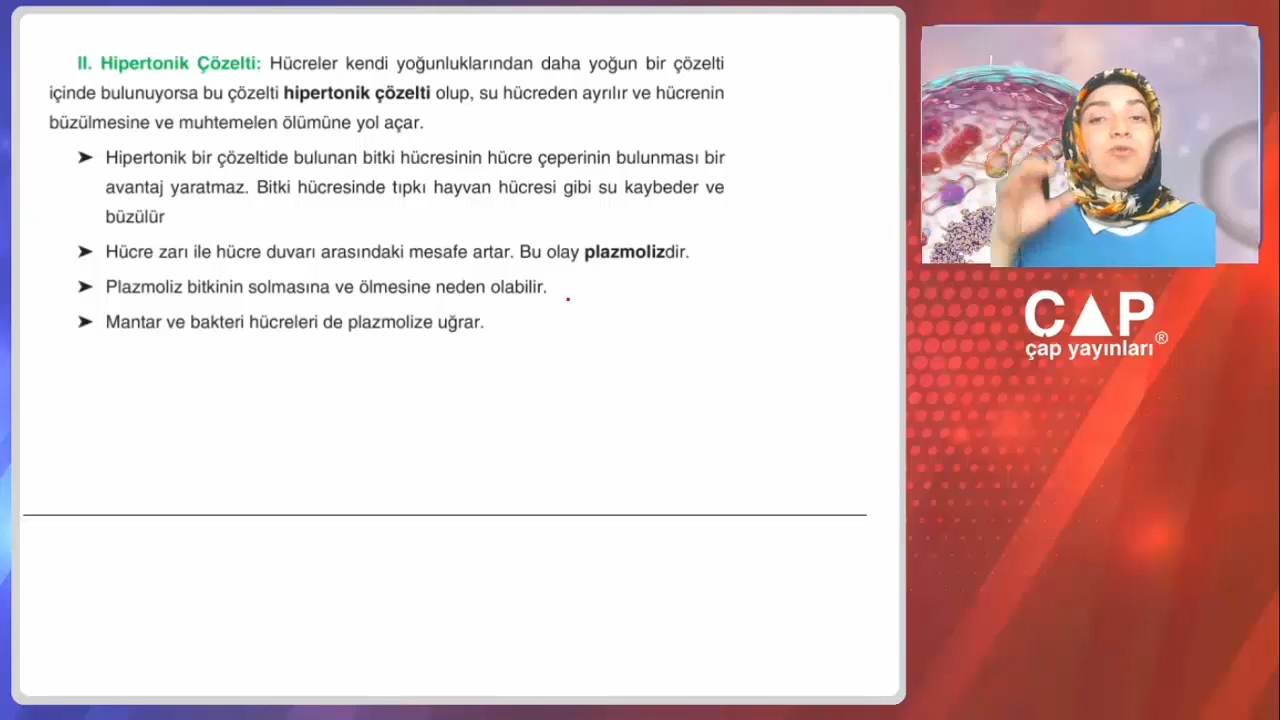 II. Hipertonik Çözelti: Hücreler kendi yoğunluklarından daha yoğun bir çözelti
içinde bulunuyorsa bu çözelti hipertonik çözelti olup, su hücreden ayrılır ve hücrenin
büzülmesine ve muhtemelen ölümüne yol açar.
➤ Hipertonik bir çözeltide bulunan bitki hücresinin hücre çeperinin bulunması bir
avantaj yaratmaz. Bitki hücresinde tıpkı hayvan hücresi gibi su kaybeder ve
büzülür
➤ Hücre zarı ile hücre duvarı arasındaki mesafe artar. Bu olay plazmolizdir.
➤ Plazmoliz bitkinin solmasına ve ölmesine neden olabilir.
➤ Mantar ve bakteri hücreleri de plazmolize uğrar.
ÇAP
çap yayınları®